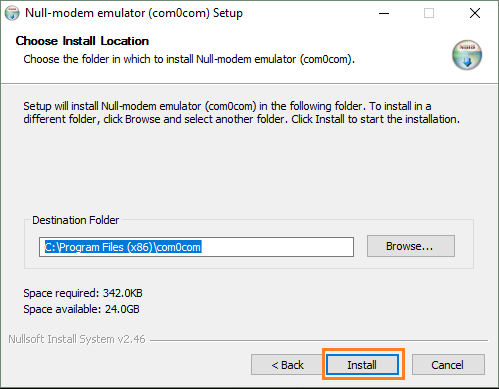 Null-modem emulator (com0com) Setup
Choose Install Location
Choose the folder in which to install Null-modem emulator (com0com).
Setup will install Null-modem emulator (com0com) in the following folder. To install in a
different folder, click Browse and select another folder. Click Install to start the installation.
Destination Folder
C:\Program Files (x86)\com0com
Browse...
Space required: 342.0KB
Space available: 24.0GB
Nullsoft Install System v2.46
< Back
Install
Cancel